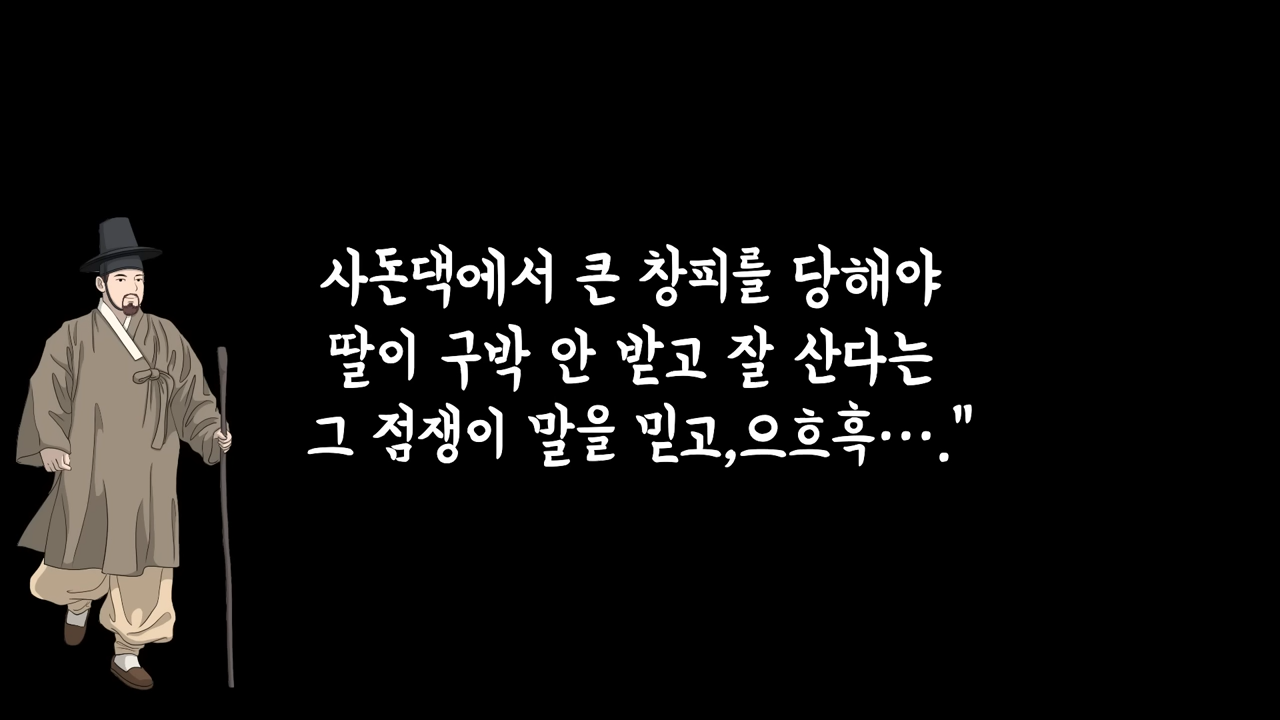 사돈댁에서 큰 창피를 당해야
딸이 구박 안 받고 잘 산다는
그 점쟁이 말을 믿고,으흐흑···."